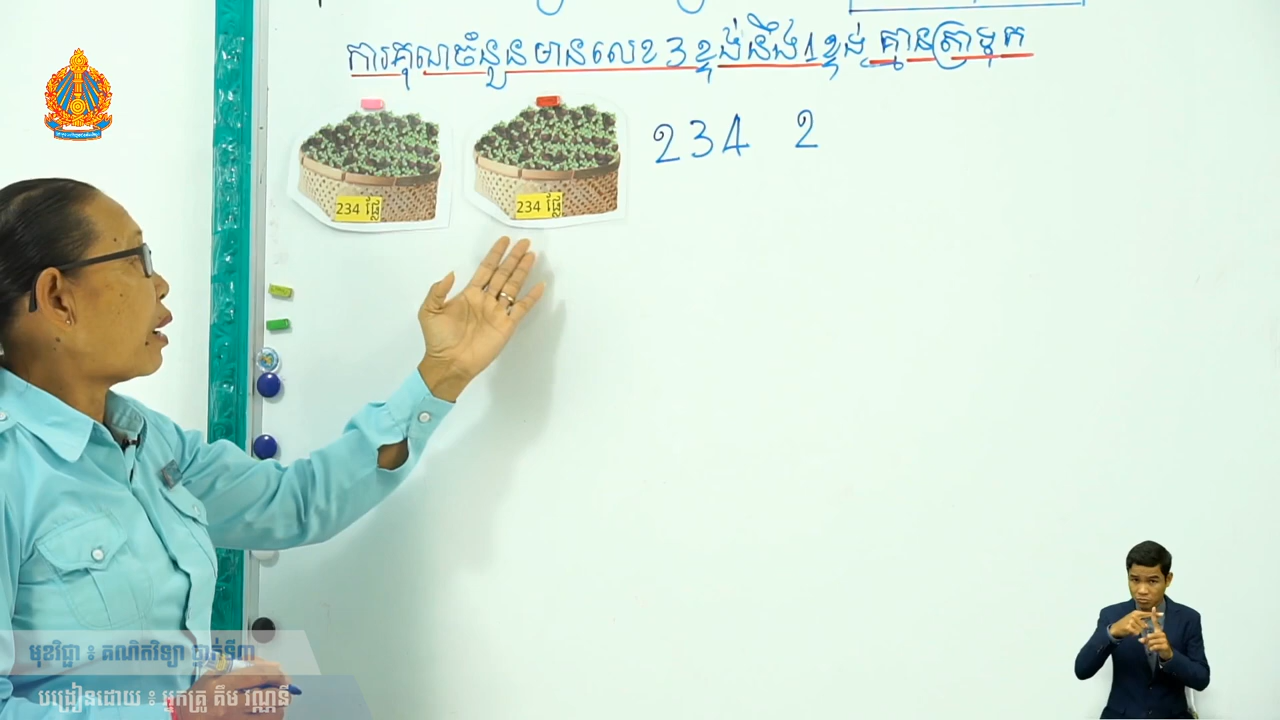 ការគុណចំនួនមានលេខ 3 ខ្ទង់នឹង 1 ខ្ទង់ គ្មានត្រាទុក
234 2
234 ផ្លែ
234 ផ្លែ
មុខវិជ្ជា ៖ គណិតវិទ្យា ថ្នាក់ទី៣
បង្រៀនដោយ ៖ អ្នកគ្រូ គឹម វណ្ណនី